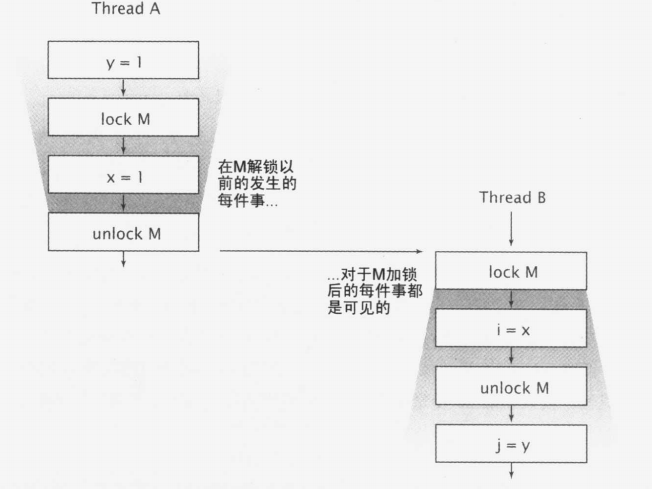 Thread A
y = 1
lock M
x = 1
在M解锁以
前的发生的
每件事...
unlock M
Thread B
lock M
...对于M加锁
后的每件事都
是可见的
i = x
unlock M
j = y